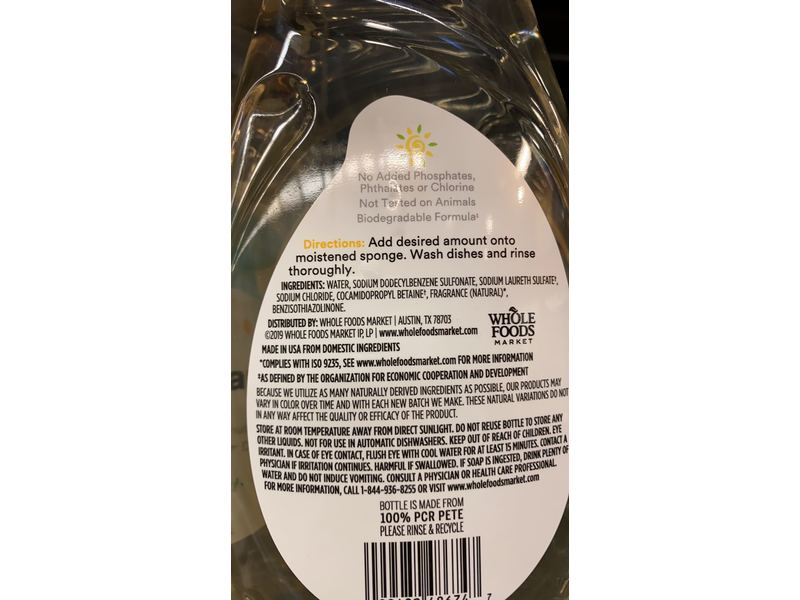 No Added Phosphates,
Phthalates or Chlorine
Not Tested on Animals
Biodegradable Formula‡
Directions: Add desired amount onto
moistened sponge. Wash dishes and rinse
thoroughly.
INGREDIENTS: WATER, SODIUM DODECYLBENZENE SULFONATE, SODIUM LAURETH SULFATE†,
SODIUM CHLORIDE, COCAMIDOPROPYL BETAINE†, FRAGRANCE (NATURAL)*,
BENZISOTHIAZOLINONE.
DISTRIBUTED BY: WHOLE FOODS MARKET | AUSTIN, TX 78703
©2019 WHOLE FOODS MARKET IP, LP | www.wholefoodsmarket.com
WHOLE
FOODS
MARKET
MADE IN USA FROM DOMESTIC INGREDIENTS
*COMPLIES WITH ISO 9235, SEE www.wholefoodsmarket.com FOR MORE INFORMATION
‡AS DEFINED BY THE ORGANIZATION FOR ECONOMIC COOPERATION AND DEVELOPMENT
BECAUSE WE UTILIZE AS MANY NATURALLY DERIVED INGREDIENTS AS POSSIBLE, OUR PRODUCTS MAY
VARY IN COLOR OVER TIME AND WITH EACH NEW BATCH WE MAKE. THESE NATURAL VARIATIONS DO NOT
IN ANY WAY AFFECT THE QUALITY OR EFFICACY OF THE PRODUCT.
STORE AT ROOM TEMPERATURE AWAY FROM DIRECT SUNLIGHT. DO NOT REUSE BOTTLE TO STORE ANY
OTHER LIQUIDS. NOT FOR USE IN AUTOMATIC DISHWASHERS. KEEP OUT OF REACH OF CHILDREN. EYE
IRRITANT. IN CASE OF EYE CONTACT, FLUSH EYE WITH COOL WATER FOR AT LEAST 15 MINUTES. CONTACT A
PHYSICIAN IF IRRITATION CONTINUES. HARMFUL IF SWALLOWED. IF SOAP IS INGESTED, DRINK PLENTY OF
WATER AND DO NOT INDUCE VOMITING. CONSULT A PHYSICIAN OR HEALTH CARE PROFESSIONAL.
FOR MORE INFORMATION, CALL 1-844-936-8255 OR VISIT www.wholefoodsmarket.com
BOTTLE IS MADE FROM
100% PCR PETE
PLEASE RINSE & RECYCLE
7